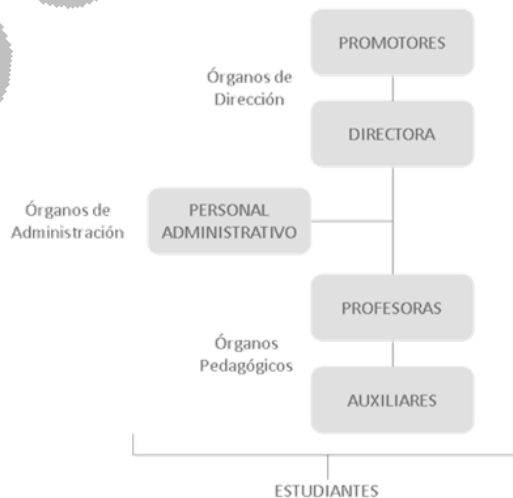 PROMOTORES
Órganos de
Dirección
DIRECTORA
Órganos de
Administración
PERSONAL
ADMINISTRATIVO
PROFESORAS
Órganos
Pedagógicos
AUXILIARES
ESTUDIANTES